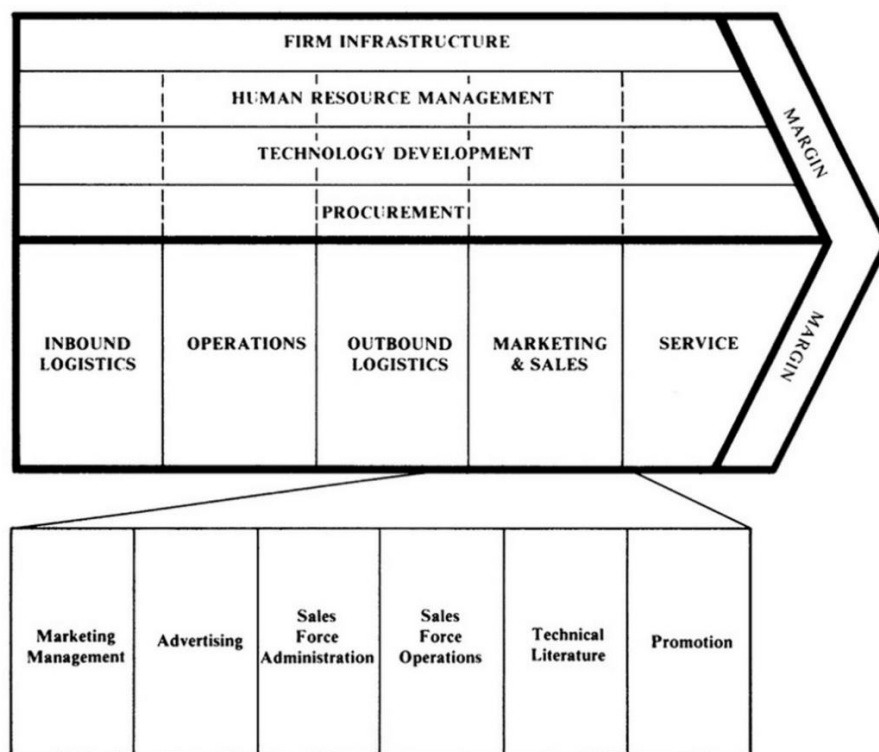 FIRM INFRASTRUCTURE
HUMAN RESOURCE MANAGEMENT
TECHNOLOGY DEVELOPMENT
PROCUREMENT
MARGIN
MARGIN
INBOUND
LOGISTICS
OPERATIONS
OUTBOUND
LOGISTICS
MARKETING
& SALES
SERVICE
Marketing
Management
Advertising
Sales
Force
Administration
Sales
Force
Operations
Technical
Literature
Promotion